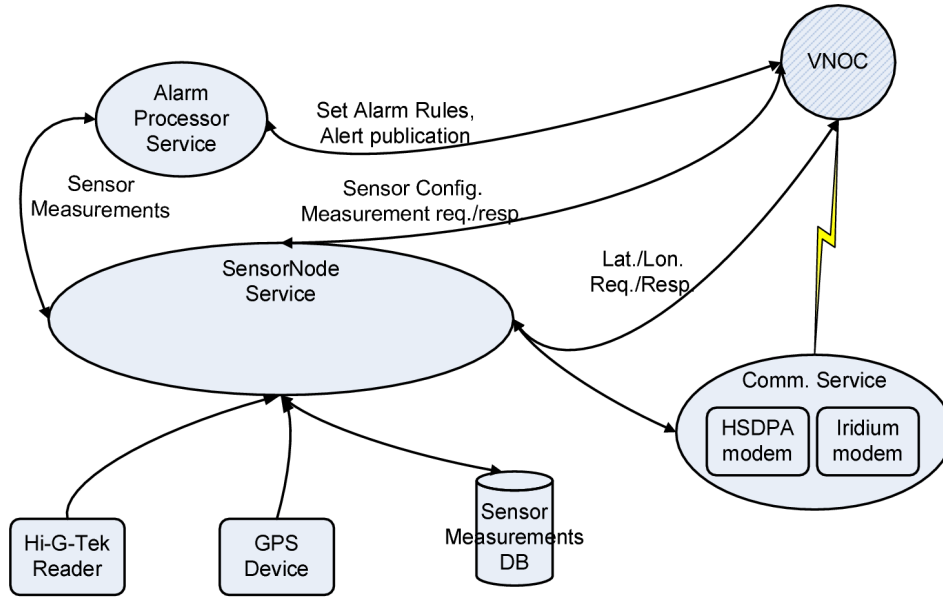 VNOC
Alarm
Processor
Service
Set Alarm Rules,
Alert publication
Sensor
Measurements
Sensor Config.
Measurement req./resp.
SensorNode
Service
Lat./Lon.
Req./Resp.
Comm. Service
HSDPA
modem
Iridium
modem
Hi-G-Tek
Reader
GPS
Device
Sensor
Measurements
DB